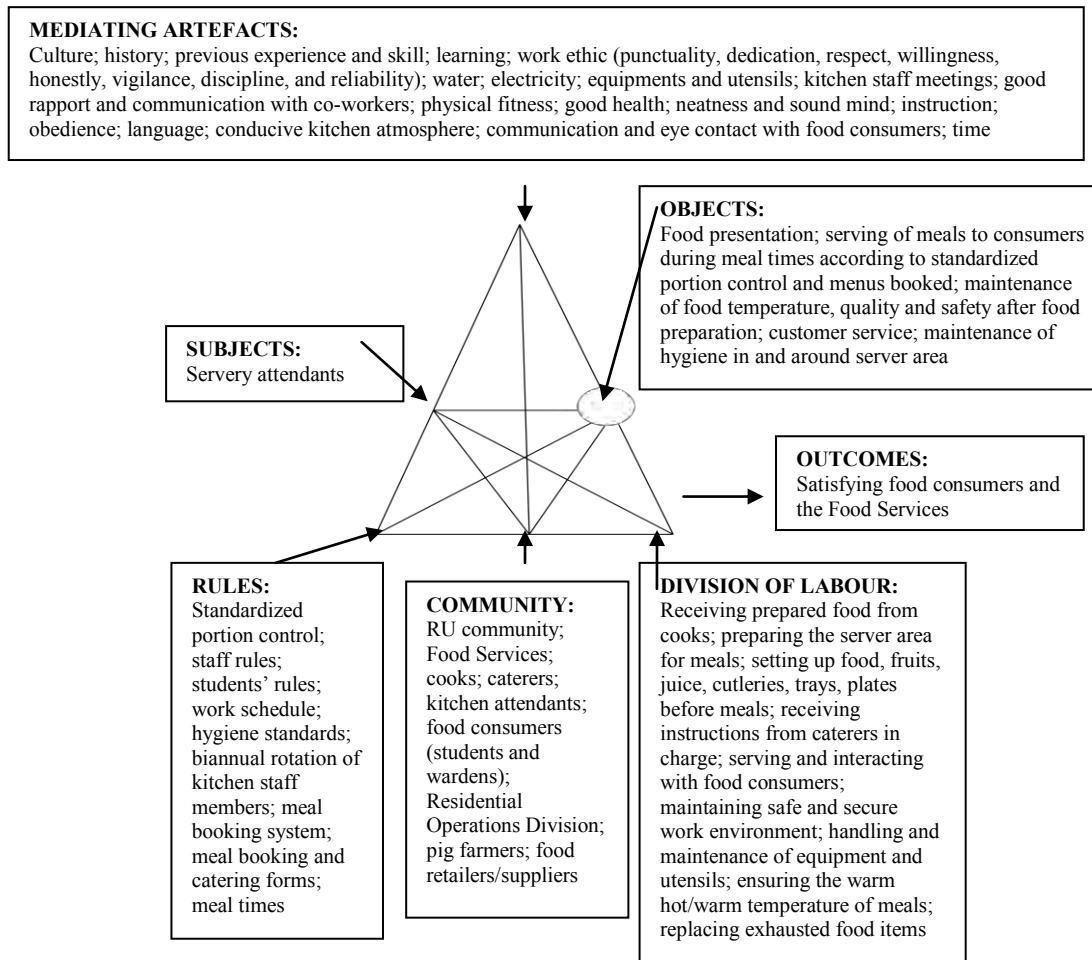 MEDIATING ARTEFACTS:
Culture; history; previous experience and skill; learning; work ethic (punctuality, dedication, respect, willingness,
honestly, vigilance, discipline, and reliability); water; electricity; equipments and utensils; kitchen staff meetings; good
rapport and communication with co-workers; physical fitness; good health; neatness and sound mind; instruction;
obedience; language; conducive kitchen atmosphere; communication and eye contact with food consumers; time
OBJECTS:
Food presentation; serving of meals to consumers
during meal times according to standardized
portion control and menus booked; maintenance
of food temperature, quality and safety after food
preparation; customer service; maintenance of
hygiene in and around server area
SUBJECTS:
Servery attendants
OUTCOMES:
Satisfying food consumers and
the Food Services
RULES:
Standardized
portion control;
staff rules;
students’ rules;
work schedule;
hygiene standards;
biannual rotation of
kitchen staff
members; meal
booking system;
meal booking and
catering forms;
meal times
COMMUNITY:
RU community;
Food Services;
cooks; caterers;
kitchen attendants;
food consumers
(students and
wardens);
Residential
Operations Division;
pig farmers; food
retailers/suppliers
DIVISION OF LABOUR:
Receiving prepared food from
cooks; preparing the server area
for meals; setting up food, fruits,
juice, cutleries, trays, plates
before meals; receiving
instructions from caterers in
charge; serving and interacting
with food consumers;
maintaining safe and secure
work environment; handling and
maintenance of equipment and
utensils; ensuring the warm
hot/warm temperature of meals;
replacing exhausted food items